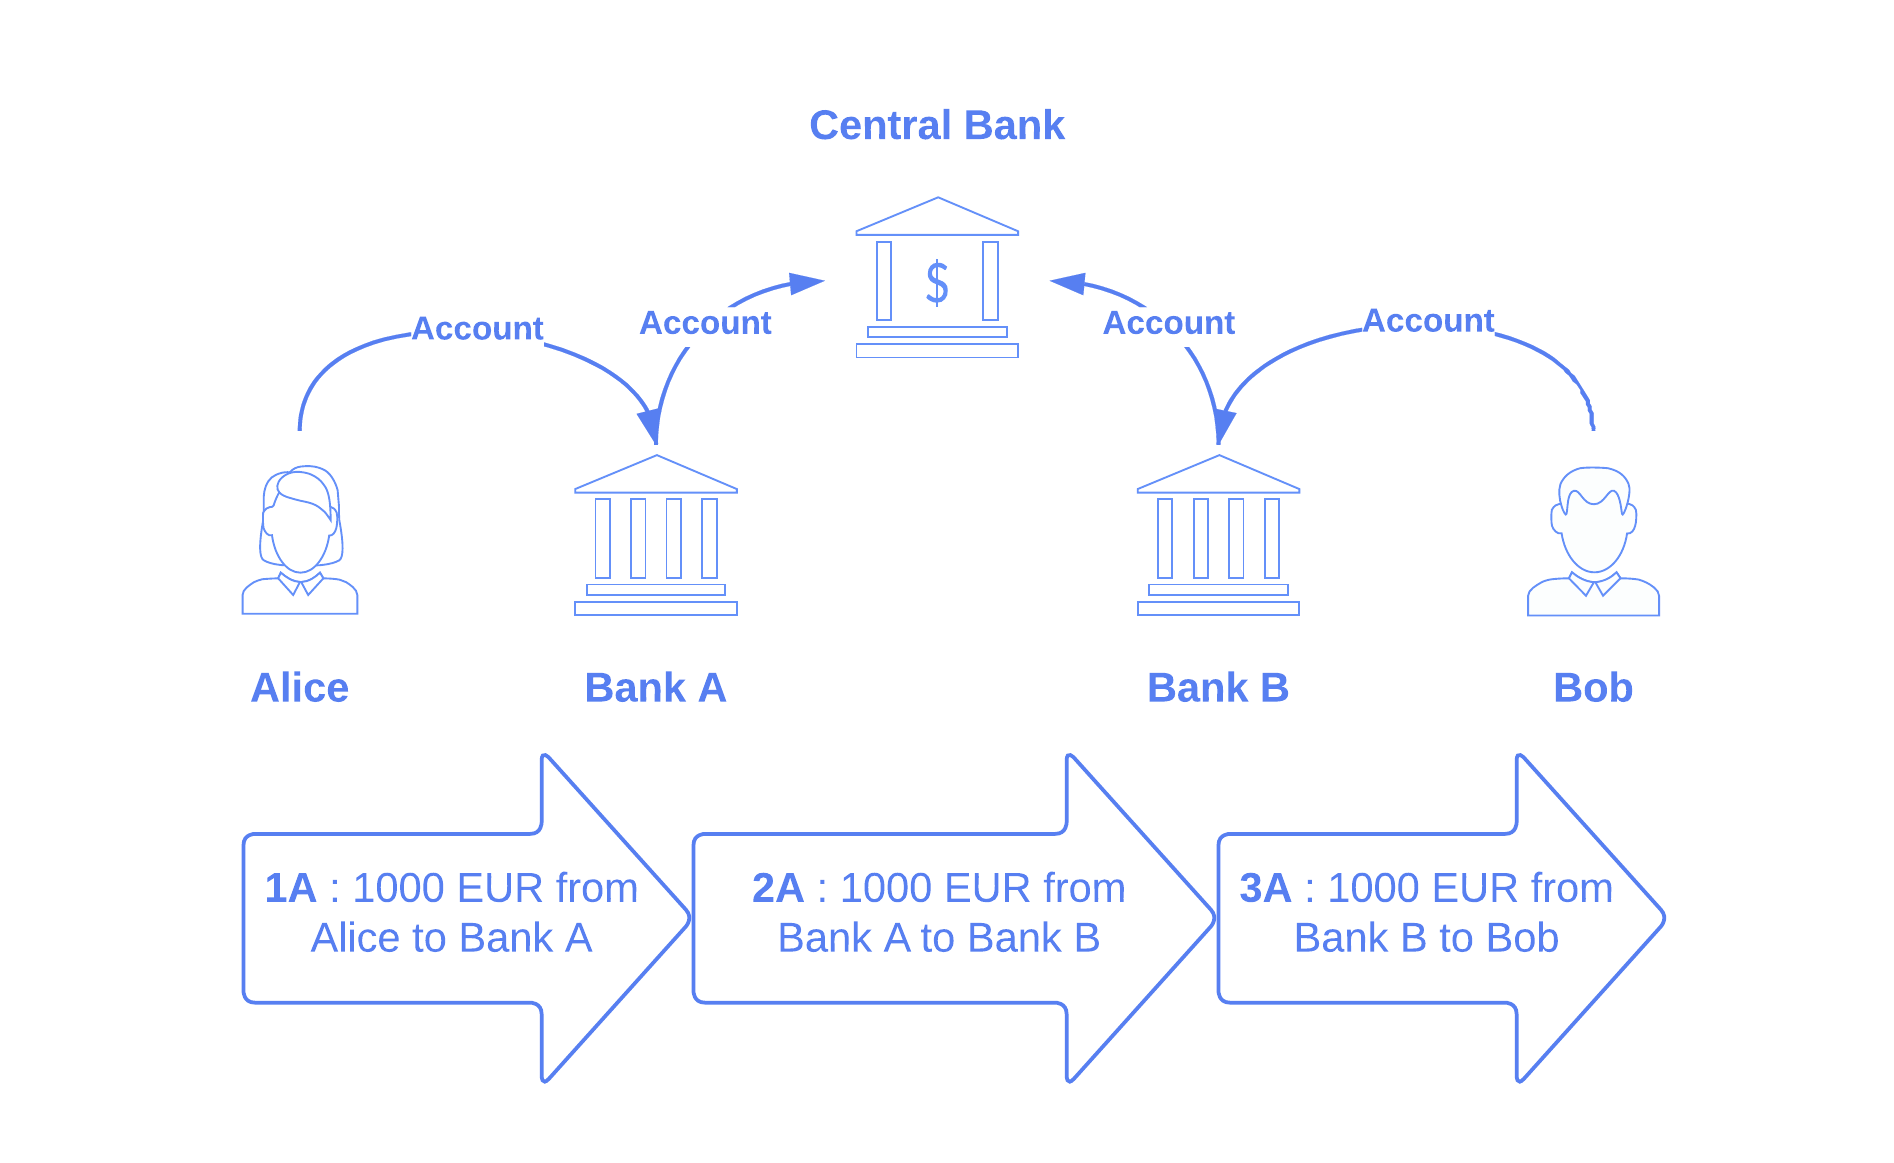 Central Bank
$
Account
Account
Account
Account
Alice
Bank A
Bank B
Bob
1A : 1000 EUR from
Alice to Bank A
2A : 1000 EUR from
Bank A to Bank B
3A : 1000 EUR from
Bank B to Bob